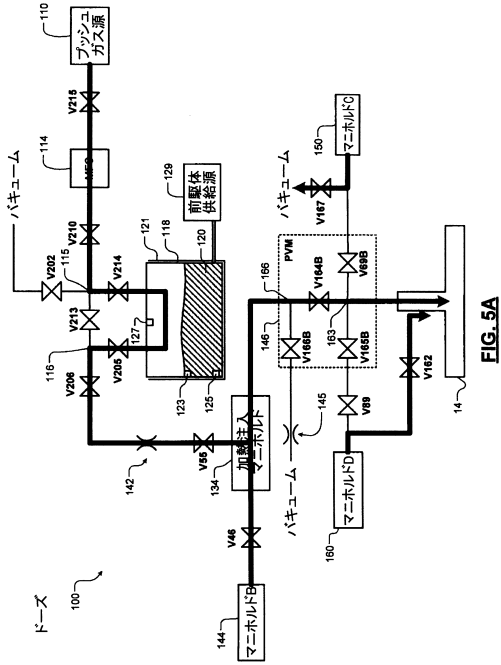 ドーズ
100
プッシュ
ガス源
110
V215
114
MFC
V210
バキューム
V202
115
V213
116
V214
V205
V206
127
121
118
120
123
125
前駆体
供給源
129
142
V55
加熱注入
マニホルド
134
V46
マニホルドB
144
146
PVM
166
V164B
V166B
163
V165B
V69B
145
バキューム
V89
マニホルドD
160
V162
14
バキューム
V167
マニホルドC
150
FIG. 5A